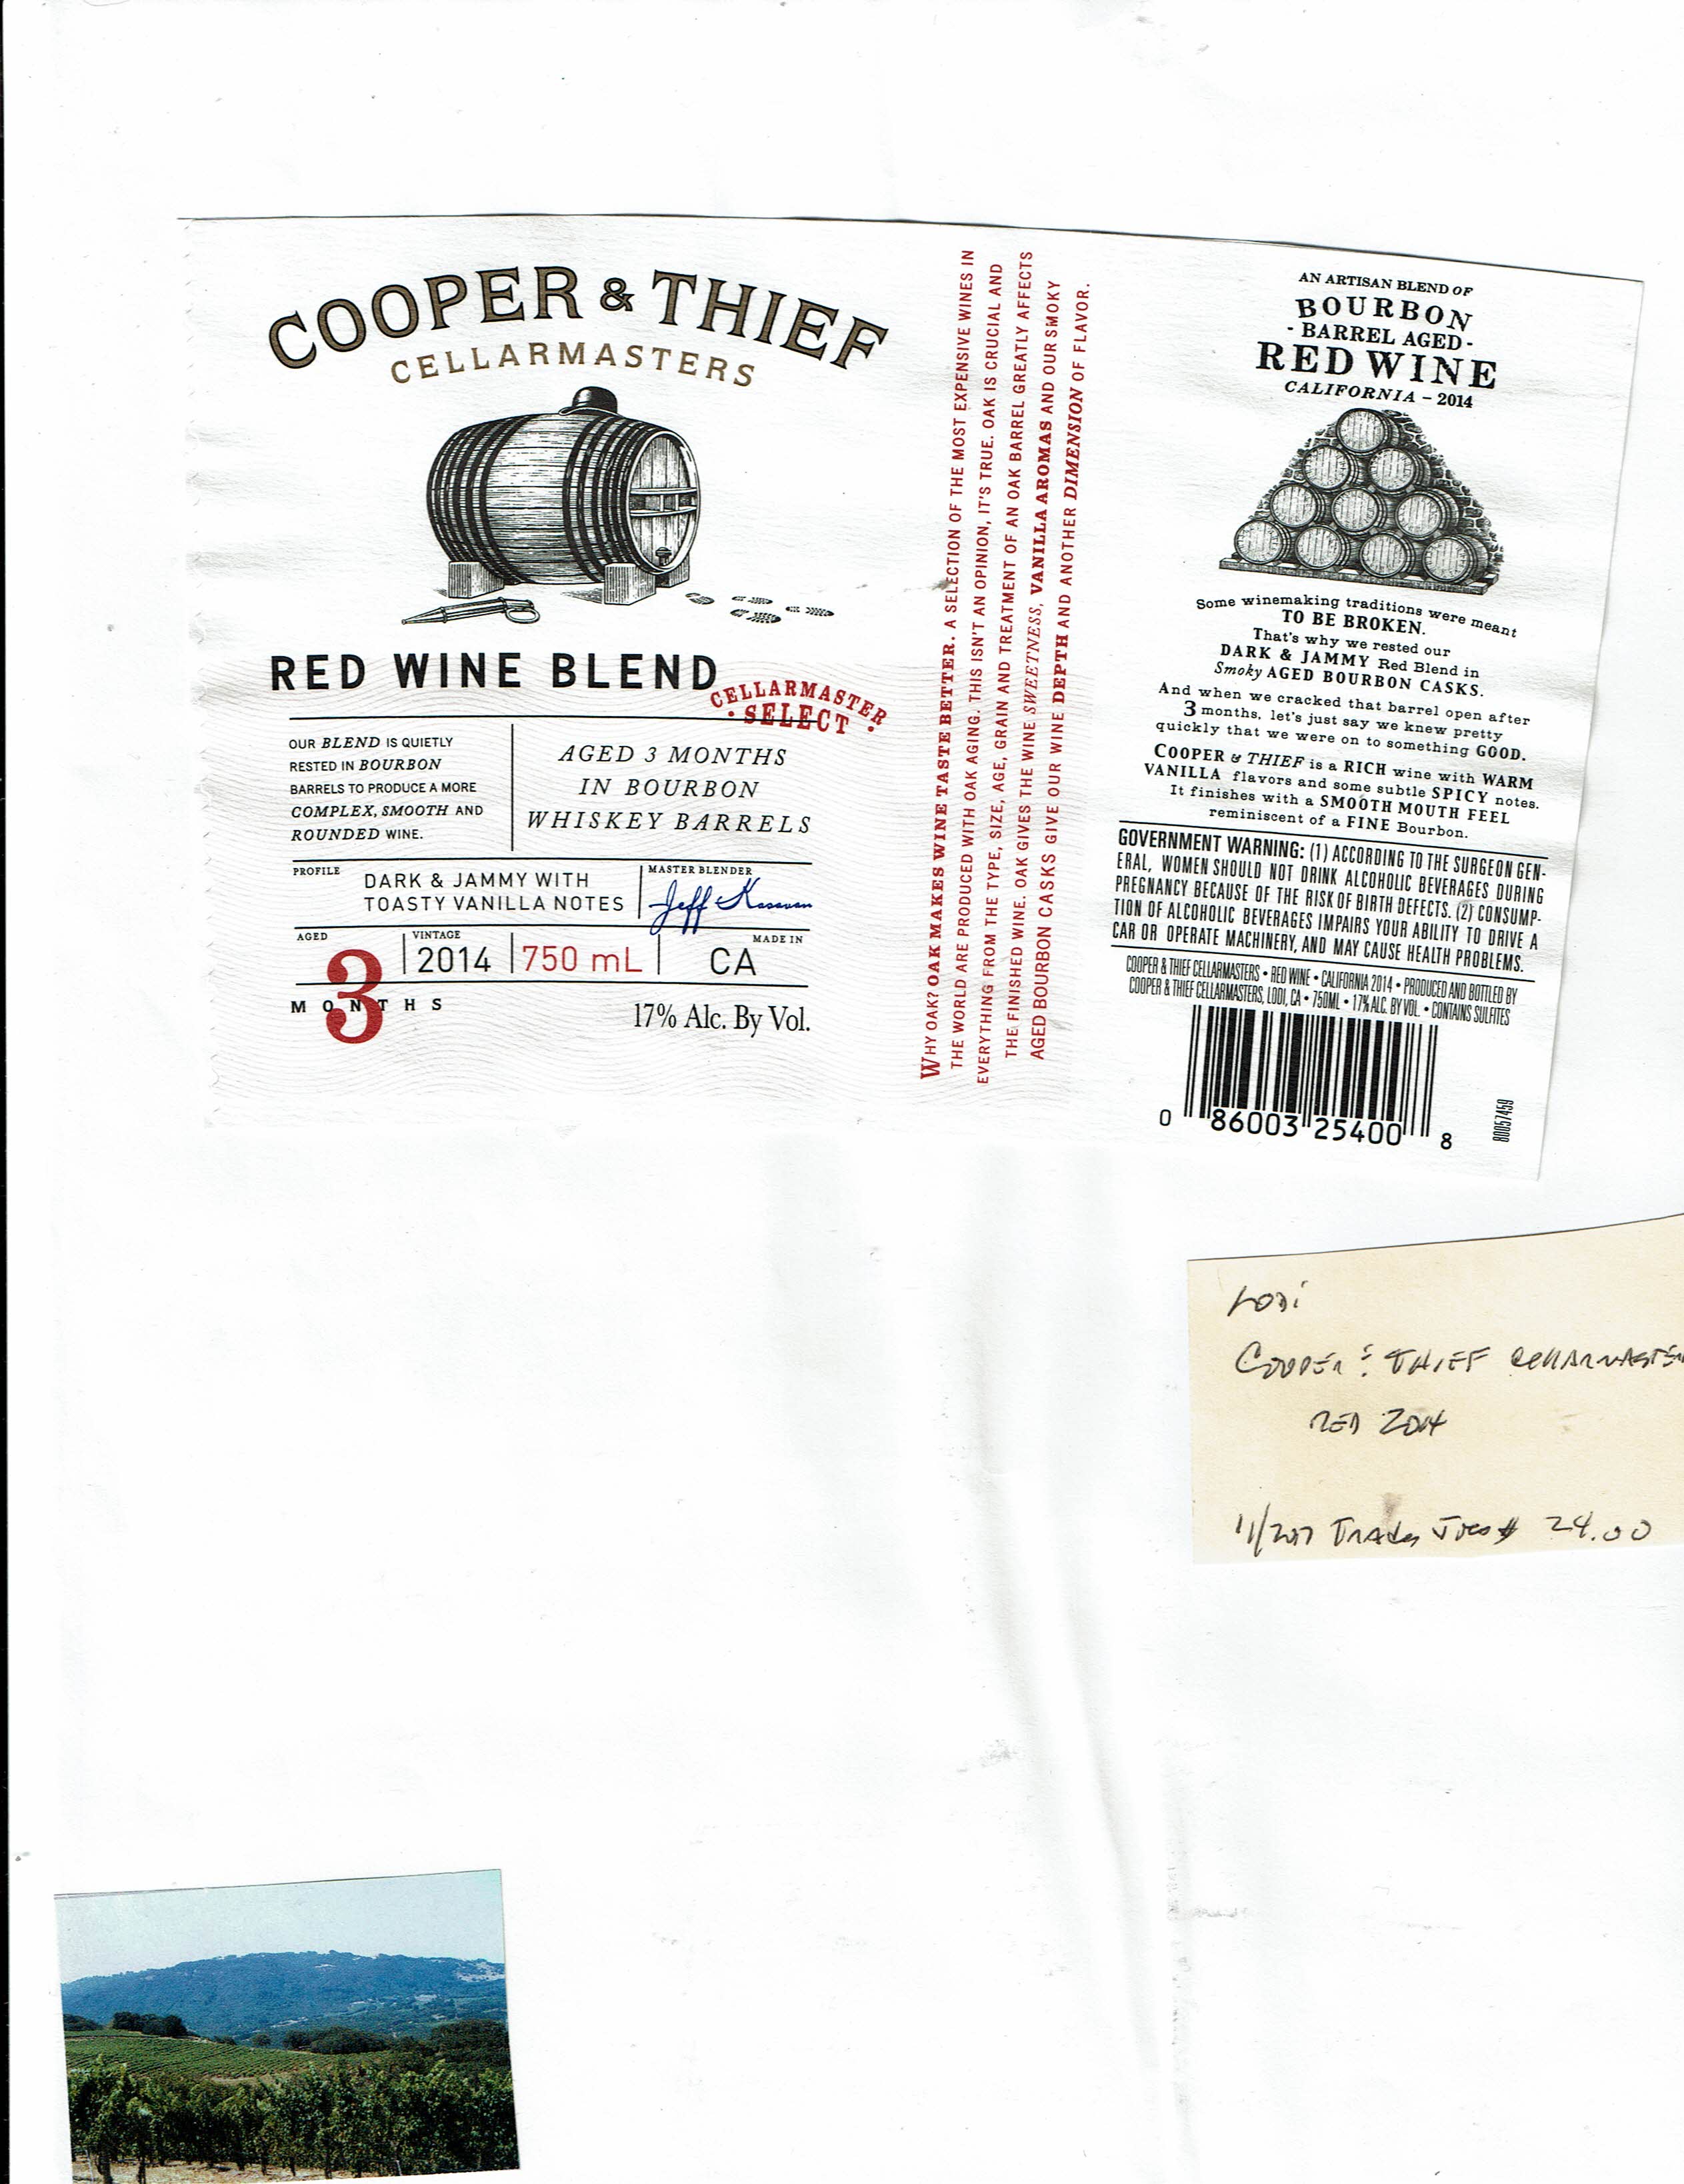 COOPER & THIEF
CELLARMASTERS
RED WINE BLEND
CELLARMASTER
· SELECT ·
OUR BLEND IS QUIETLY
RESTED IN BOURBON
BARRELS TO PRODUCE A MORE
COMPLEX, SMOOTH AND
ROUNDED WINE.
AGED 3 MONTHS
IN BOURBON
WHISKEY BARRELS
PROFILE
DARK & JAMMY WITH
TOASTY VANILLA NOTES
MASTER BLENDER
Jeff Kasavan
AGED
3
MONTHS
VINTAGE
2014
750 mL
MADE IN
CA
17% Alc. By Vol.
WHY OAK? OAK MAKES WINE TASTE BETTER. A SELECTION OF THE MOST EXPENSIVE WINES IN
THE WORLD ARE PRODUCED WITH OAK AGING. THIS ISN'T AN OPINION, IT'S TRUE. OAK IS CRUCIAL AND
EVERYTHING FROM THE TYPE, SIZE, AGE, GRAIN AND TREATMENT OF AN OAK BARREL GREATLY AFFECTS
THE FINISHED WINE. OAK GIVES THE WINE SWEETNESS, VANILLA AROMAS AND OUR SMOKY
AGED BOURBON CASKS GIVE OUR WINE DEPTH AND ANOTHER DIMENSION OF FLAVOR.
AN ARTISAN BLEND OF
BOURBON
- BARREL AGED -
RED WINE
CALIFORNIA – 2014
Some winemaking traditions were meant
TO BE BROKEN.
That's why we rested our
DARK & JAMMY Red Blend in
Smoky AGED BOURBON CASKS.
And when we cracked that barrel open after
3 months, let's just say we knew pretty
quickly that we were on to something GOOD.
COOPER & THIEF is a RICH wine with WARM
VANILLA flavors and some subtle SPICY notes.
It finishes with a SMOOTH MOUTH FEEL
reminiscent of a FINE Bourbon.
GOVERNMENT WARNING: (1) ACCORDING TO THE SURGEON GEN-
ERAL, WOMEN SHOULD NOT DRINK ALCOHOLIC BEVERAGES DURING
PREGNANCY BECAUSE OF THE RISK OF BIRTH DEFECTS. (2) CONSUMP-
TION OF ALCOHOLIC BEVERAGES IMPAIRS YOUR ABILITY TO DRIVE A
CAR OR OPERATE MACHINERY, AND MAY CAUSE HEALTH PROBLEMS.
COOPER & THIEF CELLARMASTERS • RED WINE • CALIFORNIA 2014 • PRODUCED AND BOTTLED BY
COOPER & THIEF CELLARMASTERS, LODI, CA • 750ML • 17% ALC. BY VOL. • CONTAINS SULFITES
0 86003 25400 8
80057459
LODi
COOPER & THIEF CELLARMASTER
RED 2014
11/2017 Trader Joes $ 24.00